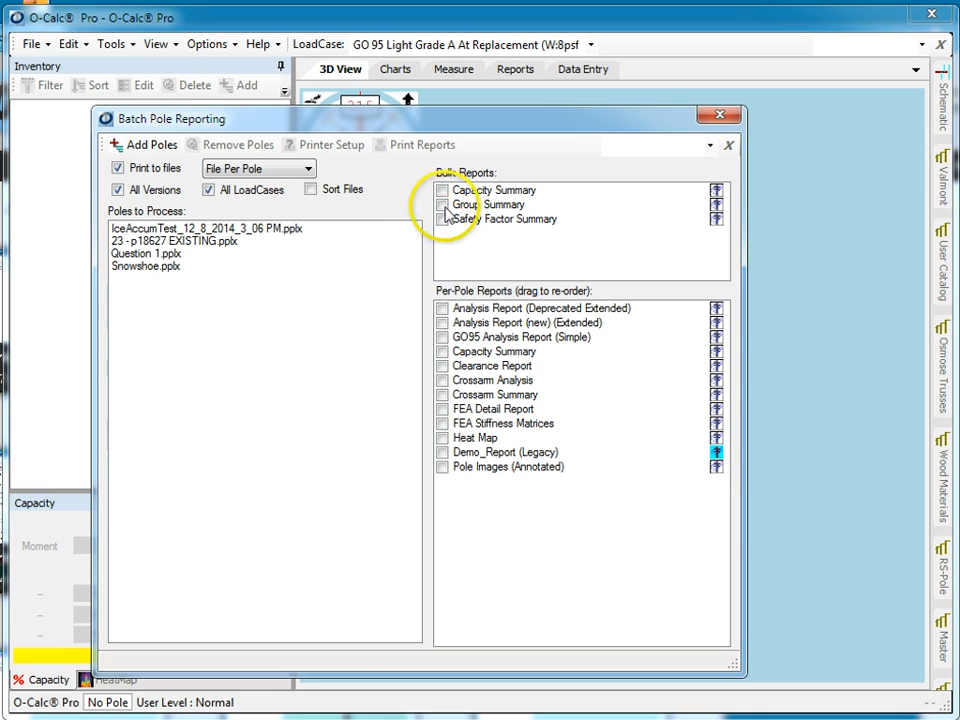 O-Calc® Pro - O-Calc® Pro
File Edit Tools View Options Help LoadCase: GO 95 Light Grade A At Replacement (W:8psf
Inventory
3D View Charts Measure Reports Data Entry
Filter Sort Edit Delete Add
Batch Pole Reporting
Add Poles Remove Poles Printer Setup Print Reports
Print to files File Per Pole
All Versions All LoadCases Sort Files
Poles to Process:
IceAccumTest_12_8_2014_3_06 PM.pplx
23 - p18627 EXISTING.pplx
Question 1.pplx
Snowshoe.pplx
Bulk Reports:
Capacity Summary
Group Summary
Safety Factor Summary
Per-Pole Reports (drag to re-order):
Analysis Report (Deprecated Extended)
Analysis Report (new) (Extended)
GO95 Analysis Report (Simple)
Capacity Summary
Clearance Report
Crossarm Analysis
Crossarm Summary
FEA Detail Report
FEA Stiffness Matrices
Heat Map
Demo_Report (Legacy)
Pole Images (Annotated)
Schematic
Valmont
User Catalog
Osmose Trusses
Wood Materials
RS-Pole
Master
Capacity
Moment
% Capacity HeatMap
O-Calc® Pro No Pole User Level : Normal